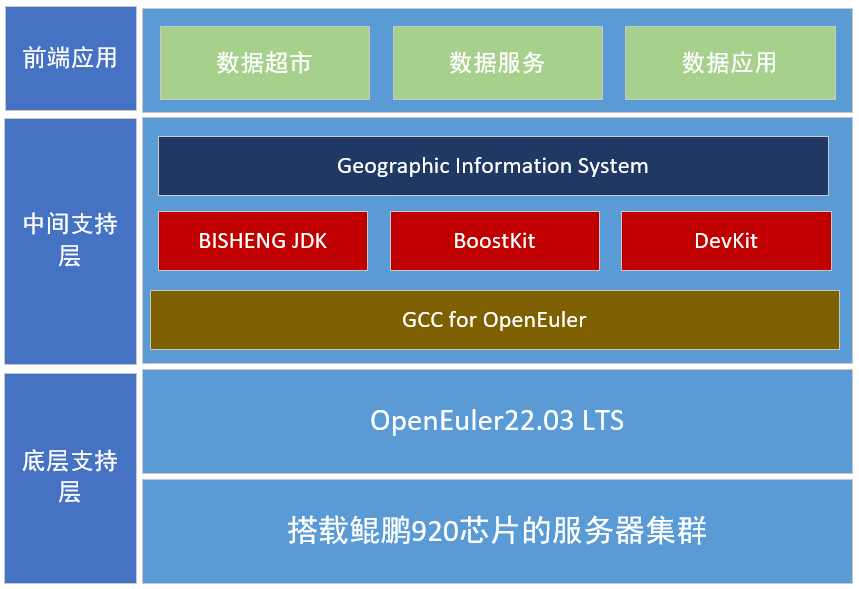 前端应用
数据超市
数据服务
数据应用
中间支持
层
Geographic Information System
BISHENG JDK
BoostKit
DevKit
GCC for OpenEuler
底层支持
层
OpenEuler22.03 LTS
搭载鲲鹏920芯片的服务器集群